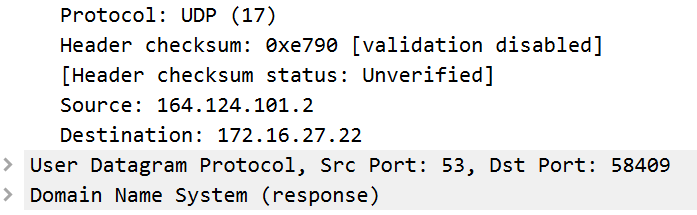 Protocol: UDP (17)
Header checksum: 0xe790 [validation disabled]
[Header checksum status: Unverified]
Source: 164.124.101.2
Destination: 172.16.27.22
User Datagram Protocol, Src Port: 53, Dst Port: 58409
Domain Name System (response)